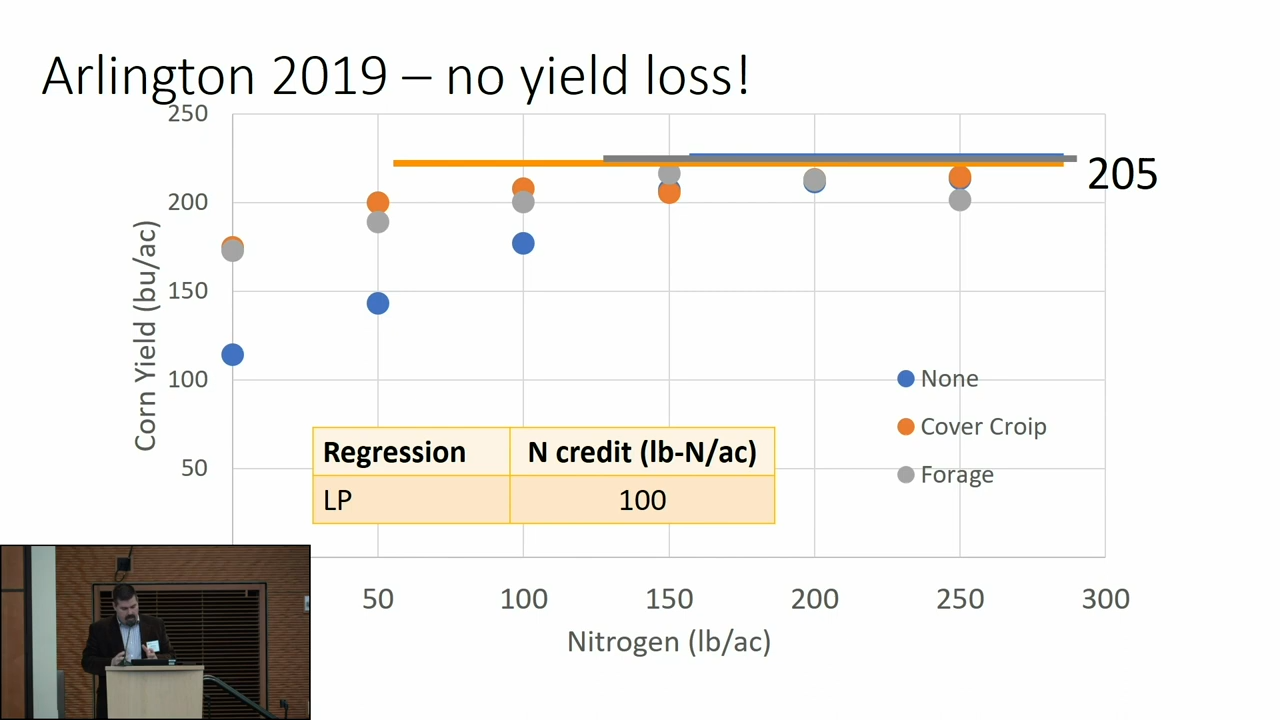 Arlington 2019 – no yield loss!
250
200
150
100
50
Corn Yield (bu/ac)
205
None
Cover Croip
Forage
Regression N credit (lb-N/ac)
LP 100
50 100 150 200 250 300
Nitrogen (lb/ac)